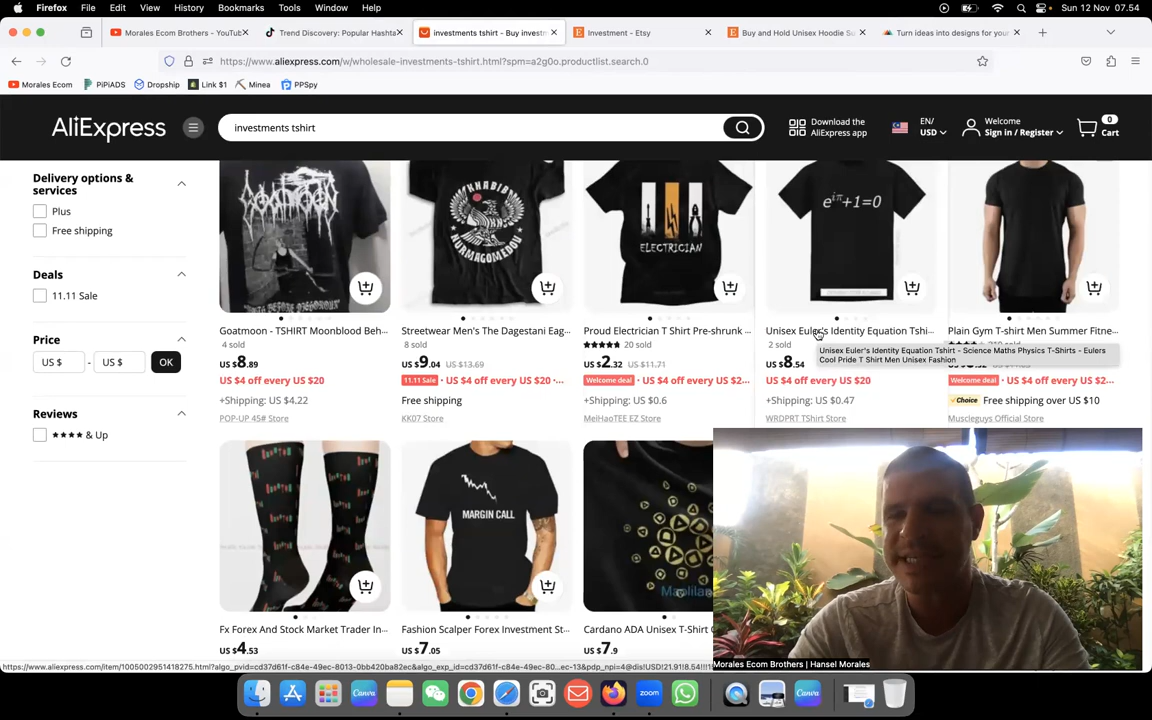 Firefox File Edit View History Bookmarks Tools Window Help Sun 12 Nov 07.54
Morales Ecom Brothers - YouTub
Trend Discovery: Popular Hashta
investments tshirt - Buy investm
Investment - Etsy
Buy and Hold Unisex Hoodie Su
Turn ideas into designs for your
https://www.aliexpress.com/w/wholesale-investments-tshirt.html?spm=a2g0o.productlist.search.0
Morales Ecom PiPiADS Dropship Link $1 Minea PPSpy
AliExpress
investments tshirt
Download the
AliExpress app
EN/
USD
Welcome
Sign in / Register
0
Cart
Delivery options &
services
Plus
Free shipping
Deals
11.11 Sale
Price
US $ - US $ OK
Reviews
& Up
GOATMOON
KHABIB
NURMAGOMEDOV
ELECTRICIAN
e^iπ+1=0
Goatmoon - TSHIRT Moonblood Beh...
4 sold
US $8.89
US $4 off every US $20
+Shipping: US $4.22
POP-UP 45# Store
Streetwear Men's The Dagestani Eag...
8 sold
US $9.04 US $13.69
11.11 Sale · US $4 off every US $20 ·...
Free shipping
KK07 Store
Proud Electrician T Shirt Pre-shrunk ...
20 sold
US $2.32 US $11.71
Welcome deal · US $4 off every US $2...
+Shipping: US $0.6
MeiHaoTEE EZ Store
Unisex Euler's Identity Equation Tshi...
2 sold
US $8.54
US $4 off every US $20
+Shipping: US $0.47
WRDPRT TShirt Store
Unisex Euler's Identity Equation Tshirt - Science Maths Physics T-Shirts - Eulers
Cool Pride T Shirt Men Unisex Fashion
Plain Gym T-shirt Men Summer Fitne...
Welcome deal · US $4 off every US $2...
Choice Free shipping over US $10
Muscleguys Official Store
MARGIN CALL
Fx Forex And Stock Market Trader In...
US $4.53
Fashion Scalper Forex Investment St...
US $7.05
Cardano ADA Unisex T-Shirt
US $7.9
Morales Ecom Brothers | Hansel Morales
Canva
zoom
Canva